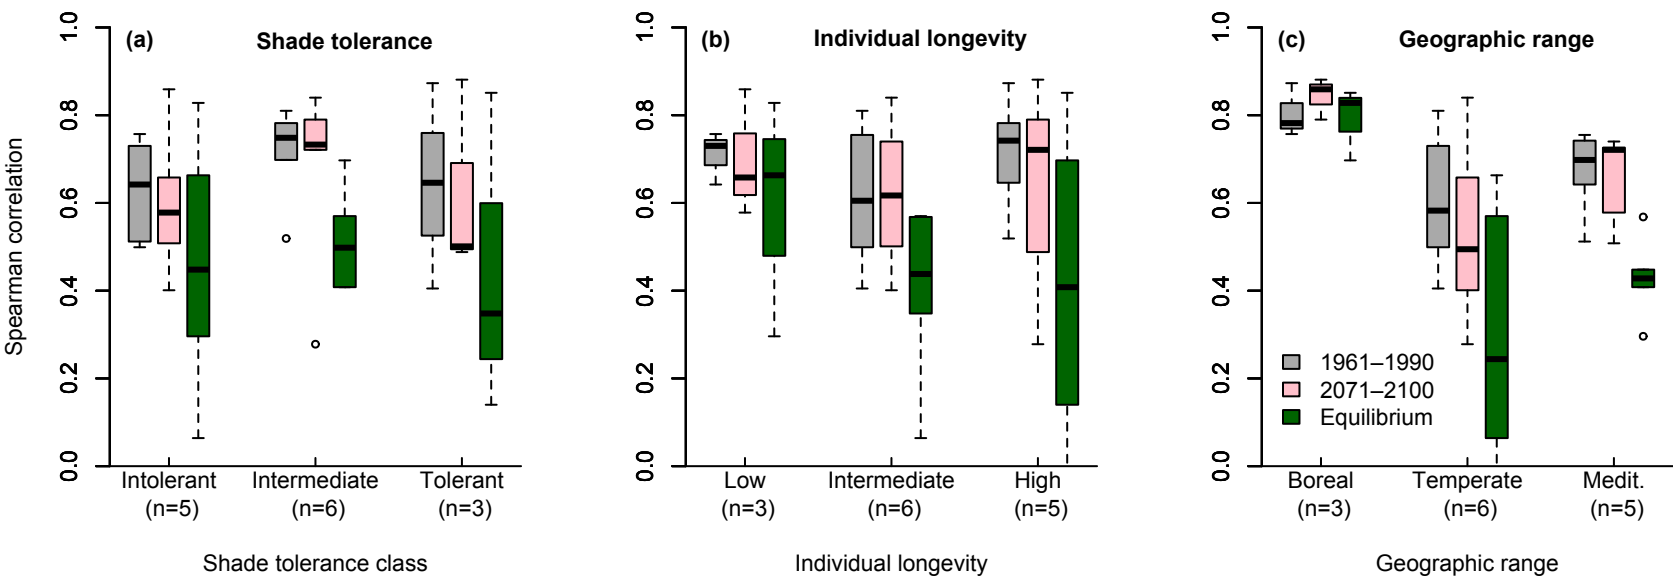 (a) Shade tolerance
Spearman correlation
1.0
0.8
0.6
0.4
0.2
0.0
Intolerant Intermediate Tolerant
(n=5) (n=6) (n=3)
Shade tolerance class
(b) Individual longevity
1.0
0.8
0.6
0.4
0.2
0.0
Low Intermediate High
(n=3) (n=6) (n=5)
Individual longevity
(c) Geographic range
1.0
0.8
0.6
0.4
0.2
0.0
1961–1990
2071–2100
Equilibrium
Boreal Temperate Medit.
(n=3) (n=6) (n=5)
Geographic range